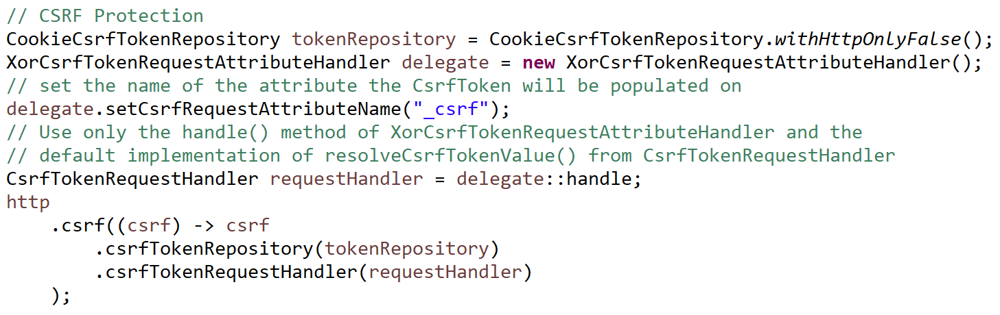 // CSRF Protection
CookieCsrfTokenRepository tokenRepository = CookieCsrfTokenRepository.withHttpOnlyFalse();
XorCsrfTokenRequestAttributeHandler delegate = new XorCsrfTokenRequestAttributeHandler();
// set the name of the attribute the CsrfToken will be populated on
delegate.setCsrfRequestAttributeName("_csrf");
// Use only the handle() method of XorCsrfTokenRequestAttributeHandler and the
// default implementation of resolveCsrfTokenValue() from CsrfTokenRequestHandler
CsrfTokenRequestHandler requestHandler = delegate::handle;
http
    .csrf((csrf) -> csrf
        .csrfTokenRepository(tokenRepository)
        .csrfTokenRequestHandler(requestHandler)
    );